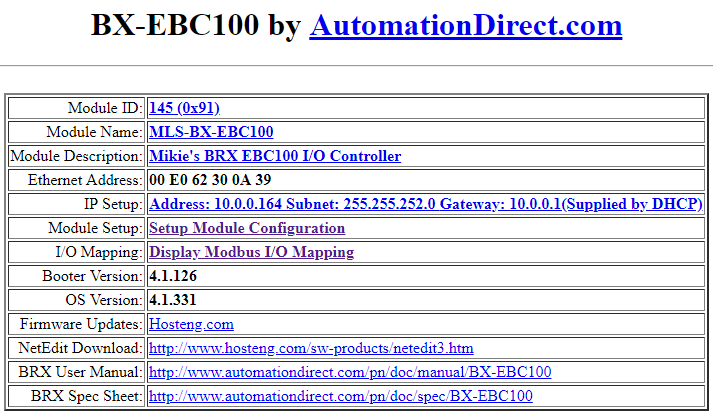 BX-EBC100 by AutomationDirect.com
Module ID: 145 (0x91)
Module Name: MLS-BX-EBC100
Module Description: Mikie's BRX EBC100 I/O Controller
Ethernet Address: 00 E0 62 30 0A 39
IP Setup: Address: 10.0.0.164 Subnet: 255.255.252.0 Gateway: 10.0.0.1(Supplied by DHCP)
Module Setup: Setup Module Configuration
I/O Mapping: Display Modbus I/O Mapping
Booter Version: 4.1.126
OS Version: 4.1.331
Firmware Updates: Hosteng.com
NetEdit Download: http://www.hosteng.com/sw-products/netedit3.htm
BRX User Manual: http://www.automationdirect.com/pn/doc/manual/BX-EBC100
BRX Spec Sheet: http://www.automationdirect.com/pn/doc/spec/BX-EBC100